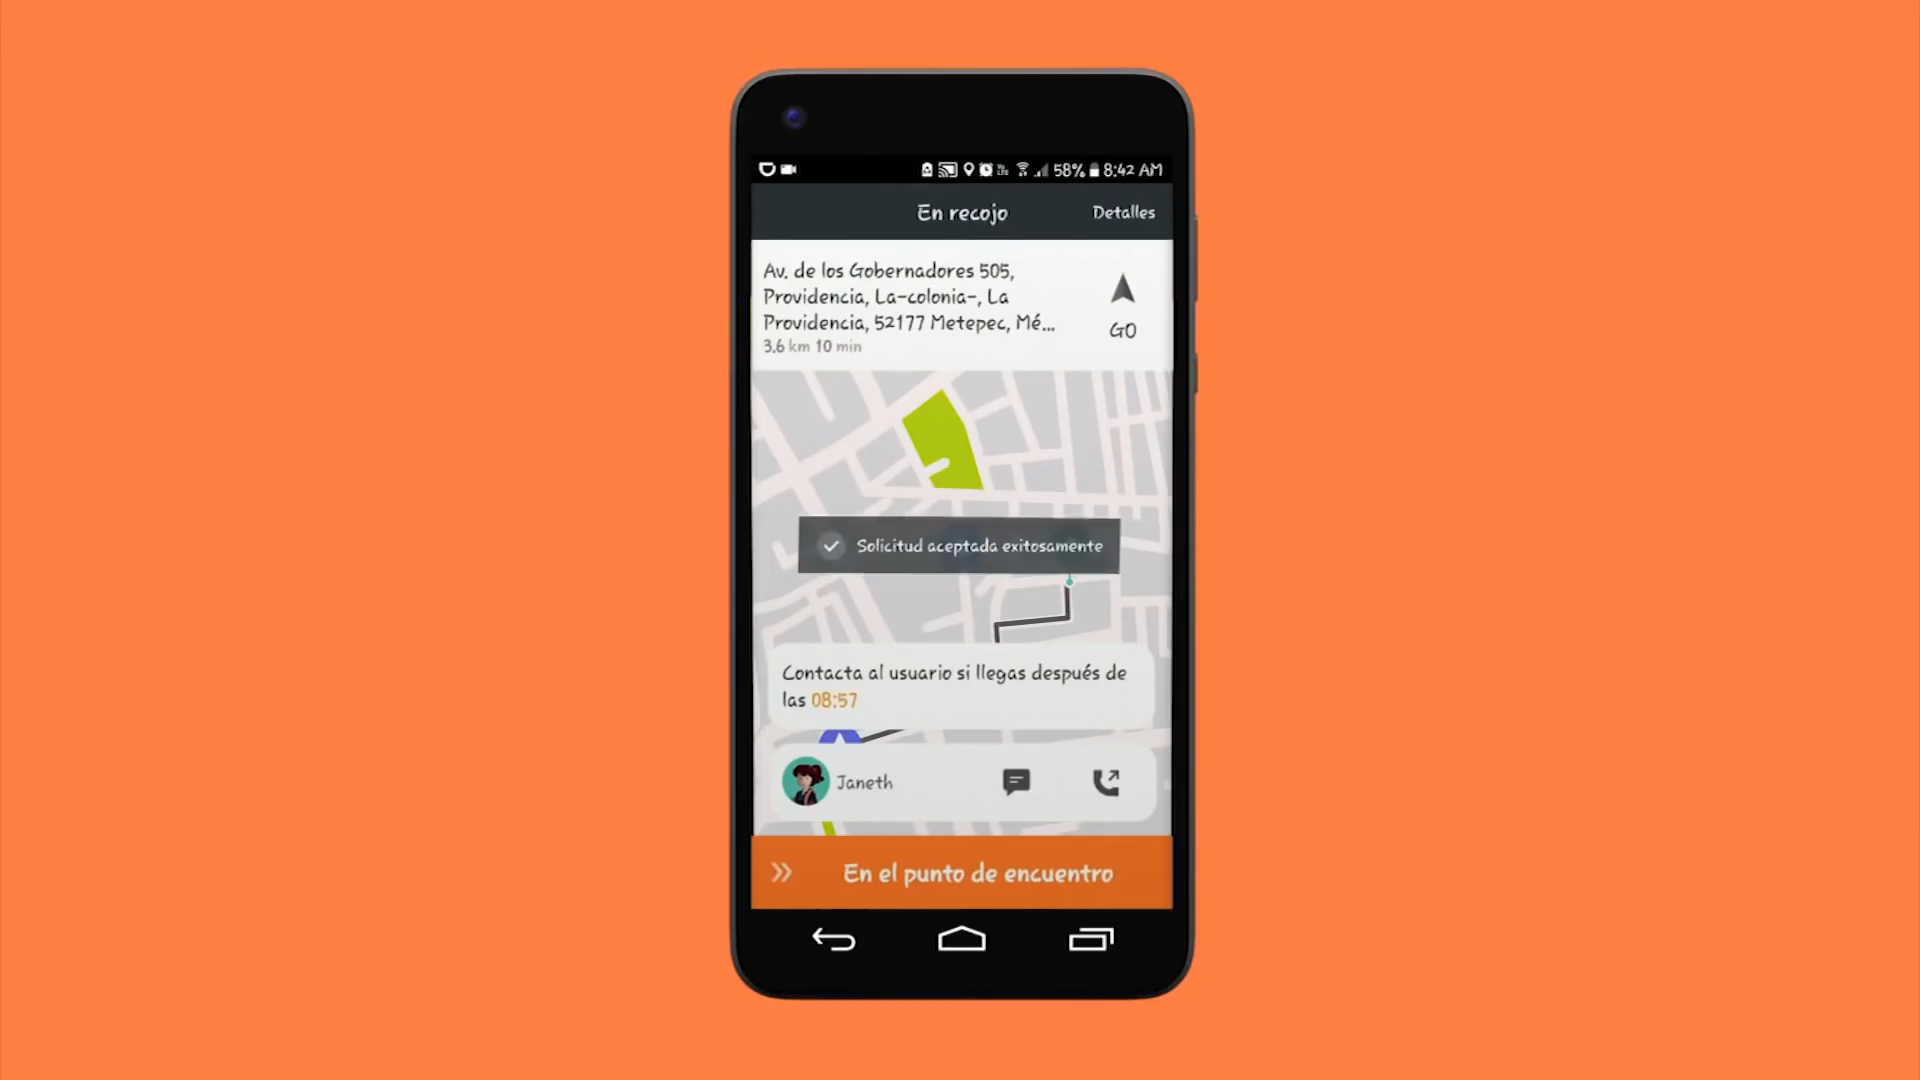 58% 8:42 AM
En recojo
Detalles
Av. de los Gobernadores 505,
Providencia, La-colonia-, La
Providencia, 52177 Metepec, Mé...
3.6 km 10 min
GO
Solicitud aceptada exitosamente
Contacta al usuario si llegas después de
las 08:57
Janeth
En el punto de encuentro